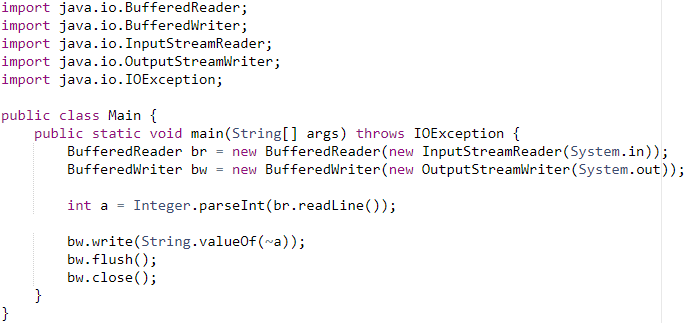 import java.io.BufferedReader;
import java.io.BufferedWriter;
import java.io.InputStreamReader;
import java.io.OutputStreamWriter;
import java.io.IOException;

public class Main {
    public static void main(String[] args) throws IOException {
        BufferedReader br = new BufferedReader(new InputStreamReader(System.in));
        BufferedWriter bw = new BufferedWriter(new OutputStreamWriter(System.out));

        int a = Integer.parseInt(br.readLine());

        bw.write(String.valueOf(~a));
        bw.flush();
        bw.close();
    }
}